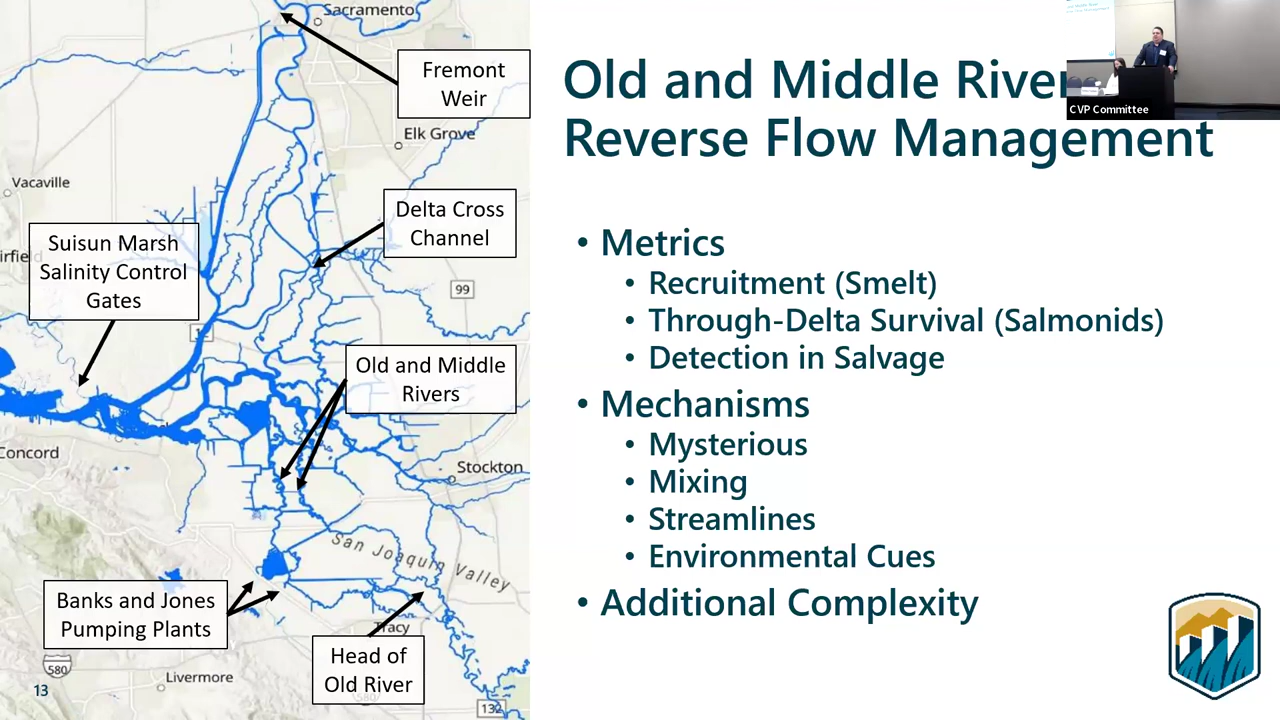 Sacramento
Fremont
Weir
Elk Grove
Vacaville
Delta Cross
Channel
Suisun Marsh
Salinity Control
Gates
99
Old and Middle
Rivers
Concord
Stockton
San Joaquin Valley
Banks and Jones
Pumping Plants
Tracy
Head of
Old River
580
Livermore
580
132
13
Old and Middle River
Reverse Flow Management
CVP Committee
• Metrics
• Recruitment (Smelt)
• Through-Delta Survival (Salmonids)
• Detection in Salvage
• Mechanisms
• Mysterious
• Mixing
• Streamlines
• Environmental Cues
• Additional Complexity